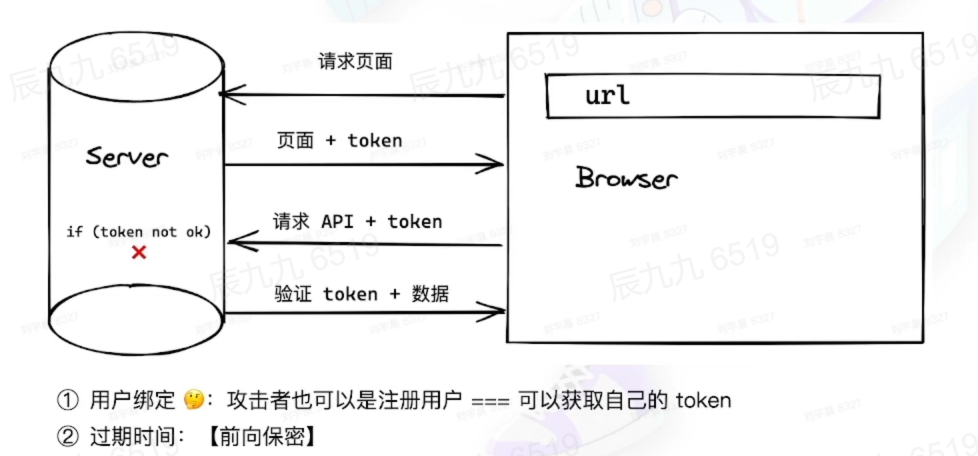 请求页面
url
页面 + token
Server
Browser
请求 API + token
if (token not ok)
验证 token + 数据
① 用户绑定 🤔：攻击者也可以是注册用户 === 可以获取自己的 token
② 过期时间：【前向保密】
辰九九 6519